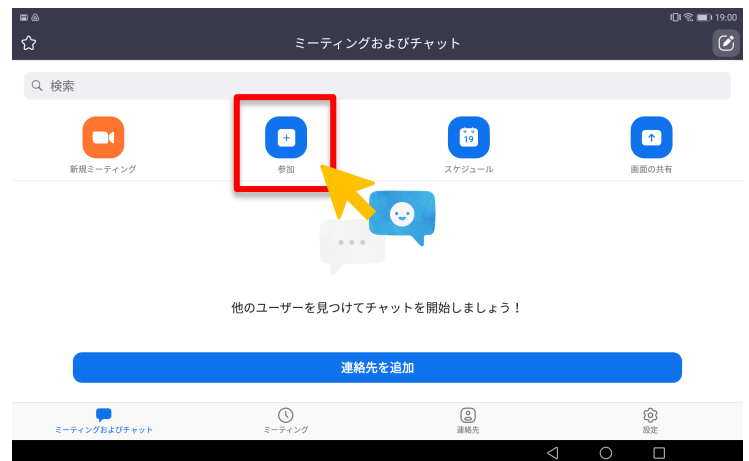 19:00
ミーティングおよびチャット
検索
19
新規ミーティング
参加
スケジュール
画面の共有
他のユーザーを見つけてチャットを開始しましょう！
連絡先を追加
ミーティングおよびチャット
ミーティング
連絡先
設定